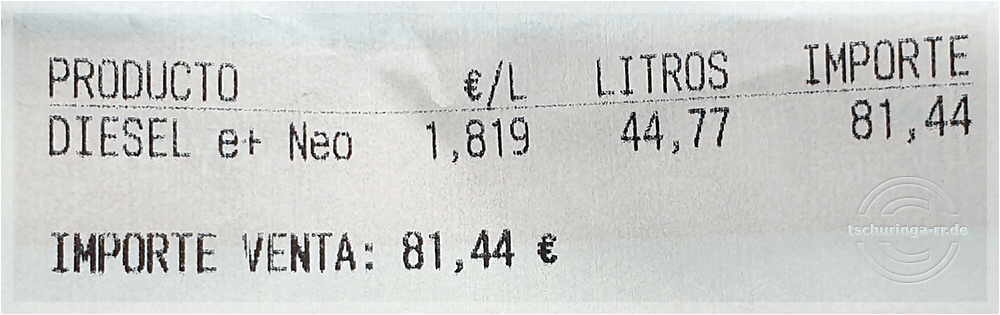 PRODUCTO €/L LITROS IMPORTE
DIESEL e+ Neo 1,819 44,77 81,44
IMPORTE VENTA: 81,44 €
tschuringa-rr.de